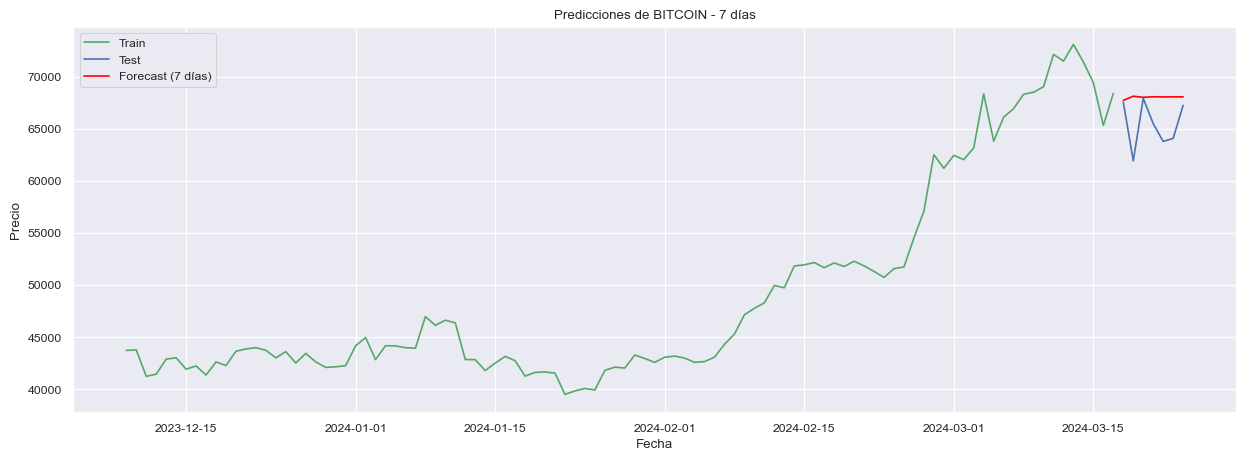 Predicciones de BITCOIN - 7 días
Train
Test
Forecast (7 días)
70000
65000
60000
55000
50000
45000
40000
Precio
2023-12-15
2024-01-01
2024-01-15
2024-02-01
2024-02-15
2024-03-01
2024-03-15
Fecha